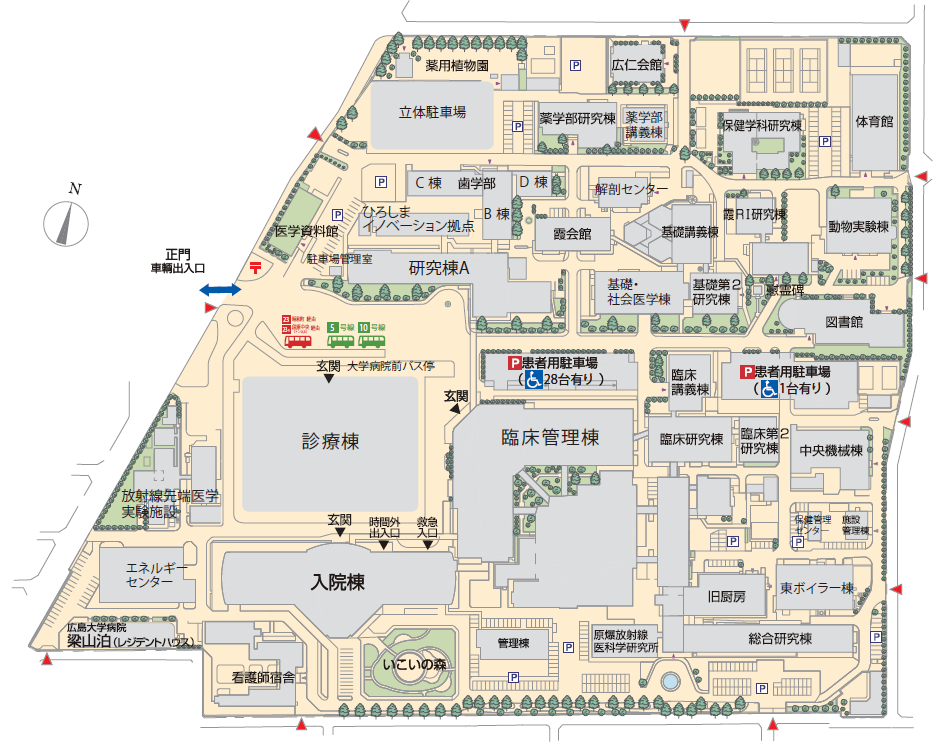 薬用植物園
P
広仁会館
立体駐車場
P
薬学部研究棟
薬学部
講義棟
保健学科研究棟
P
体育館
N
P
C 棟
歯学部
D 棟
B 棟
解剖センター
P
ひろしま
イノベーション拠点
医学資料館
霞会館
基礎講義棟
霞RI研究棟
動物実験棟
正門
車輌出入口
〒
駐車場管理室
研究棟A
基礎・
社会医学棟
基礎第2
研究棟
慰霊碑
図書館
5 号線
10 号線
玄関
大学病院前バス停
P 患者用駐車場
( 28台有り )
臨床
講義棟
P 患者用駐車場
( 1台有り )
玄関
診療棟
臨床管理棟
臨床研究棟
臨床第2
研究棟
中央機械棟
放射線先端医学
実験施設
玄関
時間外
出入口
救急
入口
保健管理
センター
施設
管理棟
P
P
エネルギー
センター
入院棟
旧厨房
東ボイラー棟
広島大学病院
梁山泊(レジデントハウス)
いこいの森
管理棟
P
原爆放射線
医科学研究所
総合研究棟
P
看護師宿舎
P
P